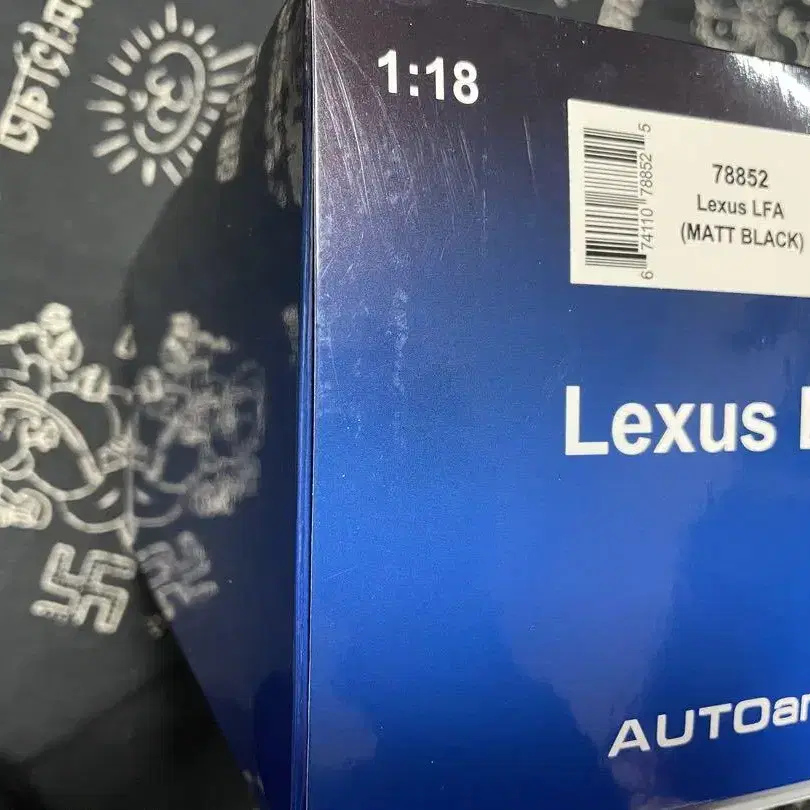 1:18
78852
Lexus LFA
(MATT BLACK)
6 74110 78852 5
Lexus
AUTOar